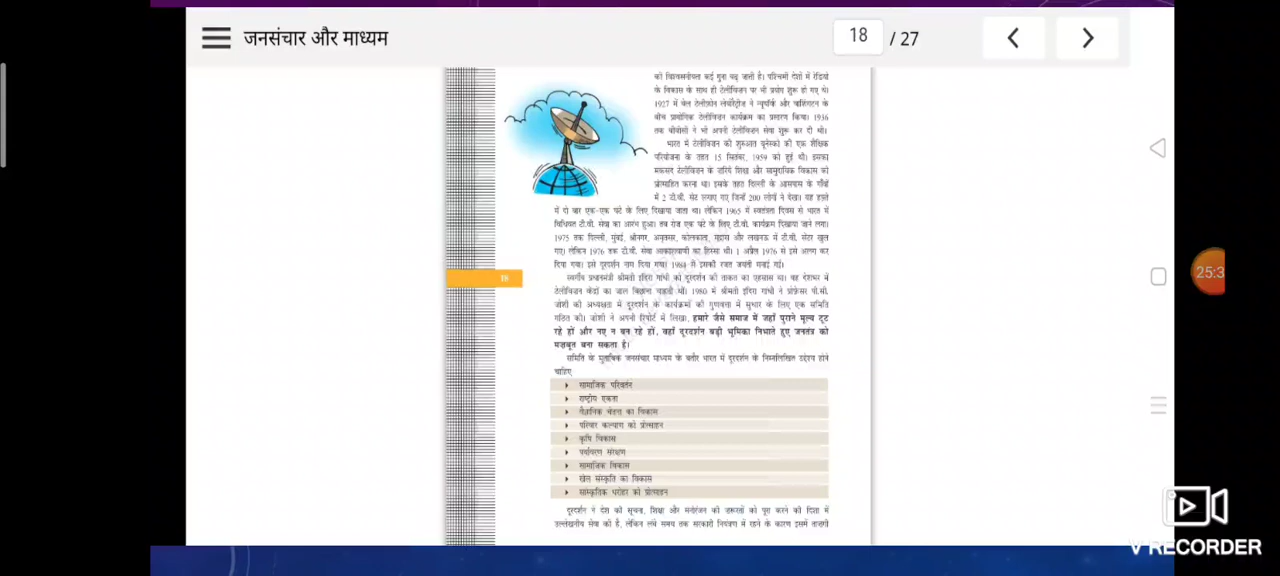 जनसंचार और माध्यम
18 / 27
की विश्वसनीयता कई गुना बढ़ जाती है। पश्चिमी देशों में रेडियो
के विकास के साथ ही टेलीविजन पर भी प्रयोग शुरू हो गए थे।
1927 में बेल टेलीफ़ोन लेबोरेट्रीज़ ने न्यूयॉर्क और वाशिंगटन के
बीच प्रायोगिक टेलीविजन कार्यक्रम का प्रसारण किया। 1936
तक बीबीसी ने भी अपनी टेलीविजन सेवा शुरू कर दी थी।
भारत में टेलीविजन की शुरुआत यूनेस्को की एक शैक्षिक
परियोजना के तहत 15 सितंबर, 1959 को हुई थी। इसका
मकसद टेलीविजन के ज़रिये शिक्षा और सामुदायिक विकास को
प्रोत्साहित करना था। इसके तहत दिल्ली के आसपास के गाँवों
में 2 टी.वी. सेट लगाए गए जिन्हें 200 लोगों ने देखा। यह हफ़्ते
में दो बार एक-एक घंटे के लिए दिखाया जाता था। लेकिन 1965 में स्वतंत्रता दिवस से भारत में
विधिवत टी.वी. सेवा का आरंभ हुआ। तब रोज़ एक घंटे के लिए टी.वी. कार्यक्रम दिखाया जाने लगा।
1975 तक दिल्ली, मुंबई, श्रीनगर, अमृतसर, कोलकाता, मद्रास और लखनऊ में टी.वी. सेंटर खुल
गए। लेकिन 1976 तक टी.वी. सेवा आकाशवाणी का हिस्सा थी। 1 अप्रैल 1976 से इसे अलग कर
दिया गया। इसे दूरदर्शन नाम दिया गया। 1984 में इसकी रजत जयंती मनाई गई।
स्वर्गीय प्रधानमंत्री श्रीमती इंदिरा गांधी को दूरदर्शन की ताकत का एहसास था। वह देशभर में
टेलीविजन केंद्रों का जाल बिछाना चाहती थीं। 1980 में श्रीमती इंदिरा गांधी ने प्रोफ़ेसर पी.सी.
जोशी की अध्यक्षता में दूरदर्शन के कार्यक्रमों की गुणवत्ता में सुधार के लिए एक समिति
गठित की। जोशी ने अपनी रिपोर्ट में लिखा, हमारे जैसे समाज में जहाँ पुराने मूल्य टूट
रहे हों और नए न बन रहे हों, वहाँ दूरदर्शन बड़ी भूमिका निभाते हुए जनतंत्र को
मज़बूत बना सकता है।
समिति के मुताबिक जनसंचार माध्यम के बतौर भारत में दूरदर्शन के निम्नलिखित उद्देश्य होने
चाहिए
सामाजिक परिवर्तन
राष्ट्रीय एकता
वैज्ञानिक चेतना का विकास
परिवार कल्याण को प्रोत्साहन
कृषि विकास
पर्यावरण संरक्षण
सामाजिक विकास
खेल संस्कृति का विकास
सांस्कृतिक धरोहर को प्रोत्साहन
दूरदर्शन ने देश की सूचना, शिक्षा और मनोरंजन की ज़रूरतों को पूरा करने की दिशा में
उल्लेखनीय सेवा की है, लेकिन लंबे समय तक सरकारी नियंत्रण में रहने के कारण इसमें ताज़गी
25:3
V RECORDER